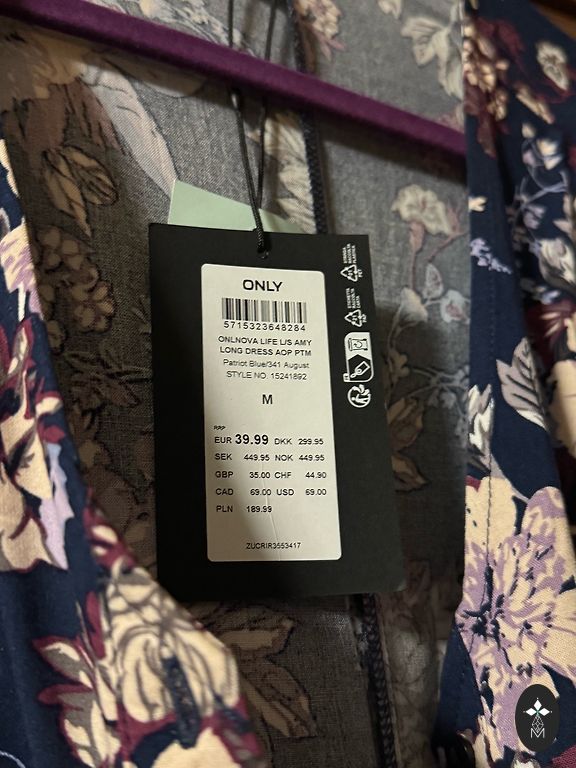 ONLY
5715323648284
ONLNOVA LIFE L/S AMY
LONG DRESS AOP PTM
Patriot Blue/341 August
STYLE NO. 15241892
M
RRP
EUR 39.99 DKK 299.95
SEK 449.95 NOK 449.95
GBP 35.00 CHF 44.90
CAD 69.00 USD 69.00
PLN 189.99
ZUCRIR3553417
M